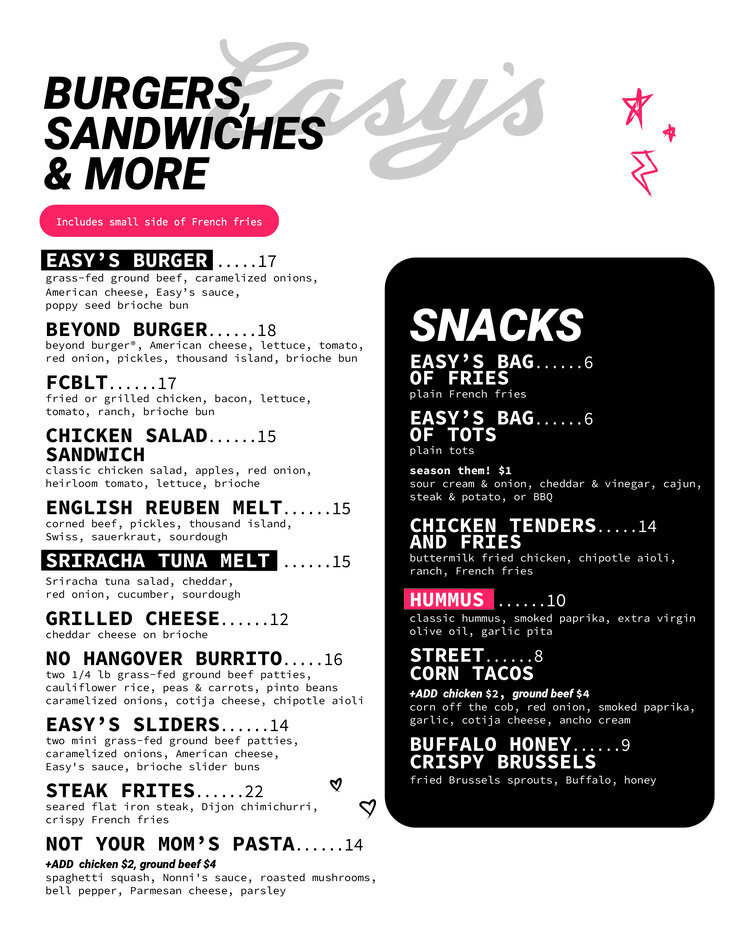 Easy's
BURGERS,
SANDWICHES
& MORE
Includes small side of French fries
EASY'S BURGER .....17
grass-fed ground beef, caramelized onions,
American cheese, Easy's sauce,
poppy seed brioche bun
BEYOND BURGER......18
beyond burger®, American cheese, lettuce, tomato,
red onion, pickles, thousand island, brioche bun
FCBLT......17
fried or grilled chicken, bacon, lettuce,
tomato, ranch, brioche bun
CHICKEN SALAD......15
SANDWICH
classic chicken salad, apples, red onion,
heirloom tomato, lettuce, brioche
ENGLISH REUBEN MELT......15
corned beef, pickles, thousand island,
Swiss, sauerkraut, sourdough
SRIRACHA TUNA MELT ......15
Sriracha tuna salad, cheddar,
red onion, cucumber, sourdough
GRILLED CHEESE......12
cheddar cheese on brioche
NO HANGOVER BURRITO.....16
two 1/4 lb grass-fed ground beef patties,
cauliflower rice, peas & carrots, pinto beans
caramelized onions, cotija cheese, chipotle aioli
EASY'S SLIDERS......14
two mini grass-fed ground beef patties,
caramelized onions, American cheese,
Easy's sauce, brioche slider buns
STEAK FRITES......22
seared flat iron steak, Dijon chimichurri,
crispy French fries
NOT YOUR MOM'S PASTA......14
+ADD chicken $2, ground beef $4
spaghetti squash, Nonni's sauce, roasted mushrooms,
bell pepper, Parmesan cheese, parsley
SNACKS
EASY'S BAG......6
OF FRIES
plain French fries
EASY'S BAG......6
OF TOTS
plain tots
season them! $1
sour cream & onion, cheddar & vinegar, cajun,
steak & potato, or BBQ
CHICKEN TENDERS.....14
AND FRIES
buttermilk fried chicken, chipotle aioli,
ranch, French fries
HUMMUS ......10
classic hummus, smoked paprika, extra virgin
olive oil, garlic pita
STREET......8
CORN TACOS
+ADD chicken $2, ground beef $4
corn off the cob, red onion, smoked paprika,
garlic, cotija cheese, ancho cream
BUFFALO HONEY......9
CRISPY BRUSSELS
fried Brussels sprouts, Buffalo, honey